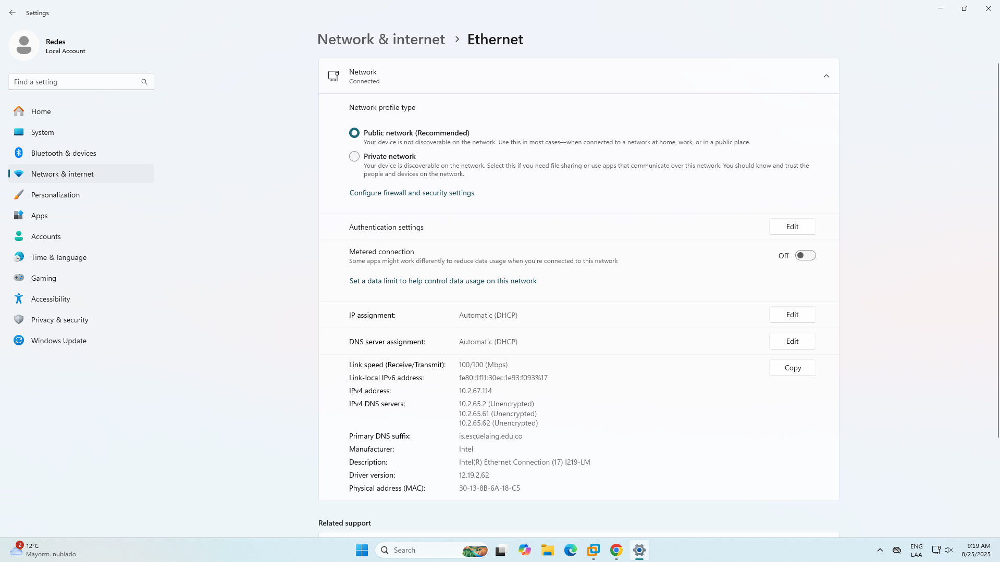 Settings
Redes
Local Account
Find a setting
Home
System
Bluetooth & devices
Network & internet
Personalization
Apps
Accounts
Time & language
Gaming
Accessibility
Privacy & security
Windows Update
Network & internet > Ethernet
Network
Connected
Network profile type
Public network (Recommended)
Your device is not discoverable on the network. Use this in most cases—when connected to a network at home, work, or in a public place.
Private network
Your device is discoverable on the network. Select this if you need file sharing or use apps that communicate over this network. You should know and trust the
people and devices on the network.
Configure firewall and security settings
Authentication settings Edit
Metered connection
Some apps might work differently to reduce data usage when you're connected to this network
Off
Set a data limit to help control data usage on this network
IP assignment: Automatic (DHCP) Edit
DNS server assignment: Automatic (DHCP) Edit
Link speed (Receive/Transmit): 100/100 (Mbps) Copy
Link-local IPv6 address: fe80::1f11:30ec:1e93:f093%17
IPv4 address: 10.2.67.114
IPv4 DNS servers: 10.2.65.2 (Unencrypted)
10.2.65.61 (Unencrypted)
10.2.65.62 (Unencrypted)
Primary DNS suffix: is.escuelaing.edu.co
Manufacturer: Intel
Description: Intel(R) Ethernet Connection (17) I219-LM
Driver version: 12.19.2.62
Physical address (MAC): 30-13-8B-6A-18-C5
Related support
2
12°C
Mayorm. nublado
Search
ENG
LAA
9:19 AM
8/25/2025